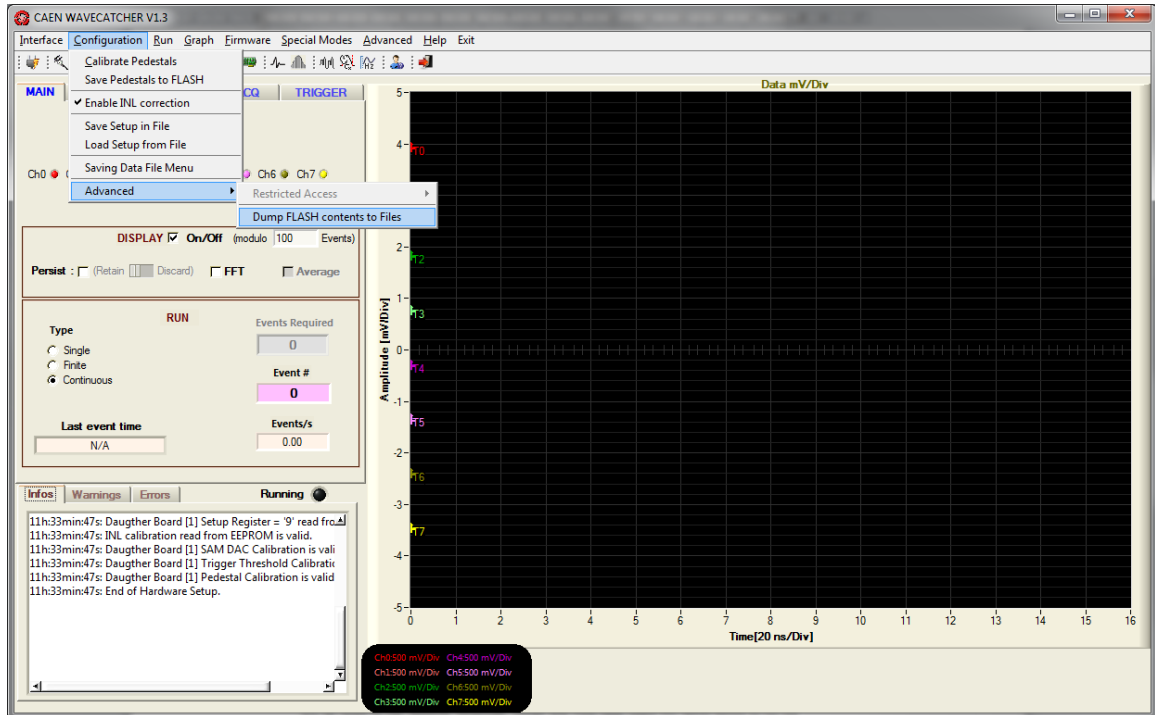 CAEN WAVECATCHER V1.3
Interface Configuration Run Graph Firmware Special Modes Advanced Help Exit
Calibrate Pedestals
Save Pedestals to FLASH
Enable INL correction
Save Setup in File
Load Setup from File
Saving Data File Menu
Advanced
Restricted Access
Dump FLASH contents to Files
MAIN CQ TRIGGER
Ch0 Ch6 Ch7
DISPLAY On/Off (modulo 100 Events)
Persist : (Retain Discard) FFT Average
RUN
Type
Single
Finite
Continuous
Events Required
0
Event #
0
Last event time
N/A
Events/s
0.00
Infos Warnings Errors Running
11h:33min:47s: Daugther Board [1] Setup Register = '9' read fro
11h:33min:47s: INL calibration read from EEPROM is valid.
11h:33min:47s: Daugther Board [1] SAM DAC Calibration is vali
11h:33min:47s: Daugther Board [1] Trigger Threshold Calibratic
11h:33min:47s: Daugther Board [1] Pedestal Calibration is valid
11h:33min:47s: End of Hardware Setup.
Data mV/Div
Amplitude [mV/Div]
5
4
2
1
0
-1
-2
-3
-4
-5
T0
T2
T3
T4
T5
T6
T7
0 1 2 3 4 5 6 7 8 9 10 11 12 13 14 15 16
Time[20 ns/Div]
Ch0:500 mV/Div Ch4:500 mV/Div
Ch1:500 mV/Div Ch5:500 mV/Div
Ch2:500 mV/Div Ch6:500 mV/Div
Ch3:500 mV/Div Ch7:500 mV/Div